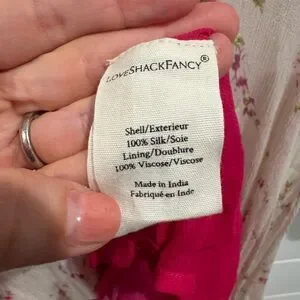 LOVESHACKFANCY®
Shell/Exterieur
100% Silk/Soie
Lining/Doublure
100% Viscose/Viscose
Made in India
Fabriqué en Inde